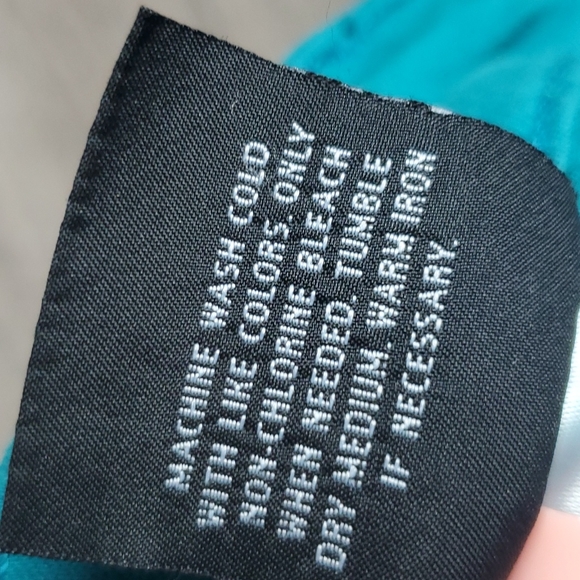 MACHINE WASH COLD
WITH LIKE COLORS. ONLY
NON-CHLORINE BLEACH
WHEN NEEDED. TUMBLE
DRY MEDIUM. WARM IRON
IF NECESSARY.